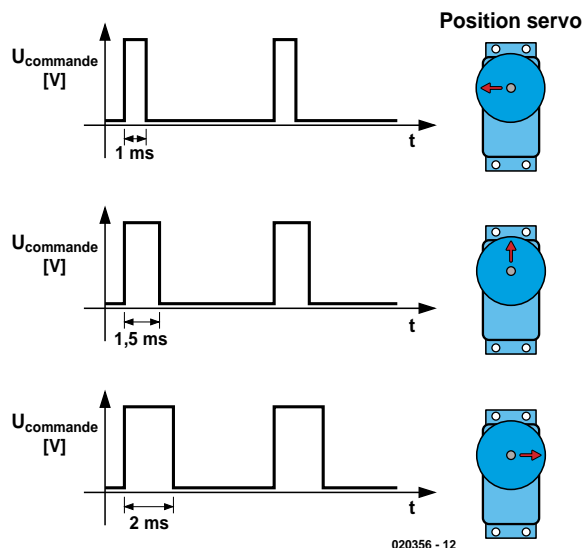 Position servo
Ucommande
[V]
t
1 ms
Ucommande
[V]
t
1,5 ms
Ucommande
[V]
t
2 ms
020356 - 12